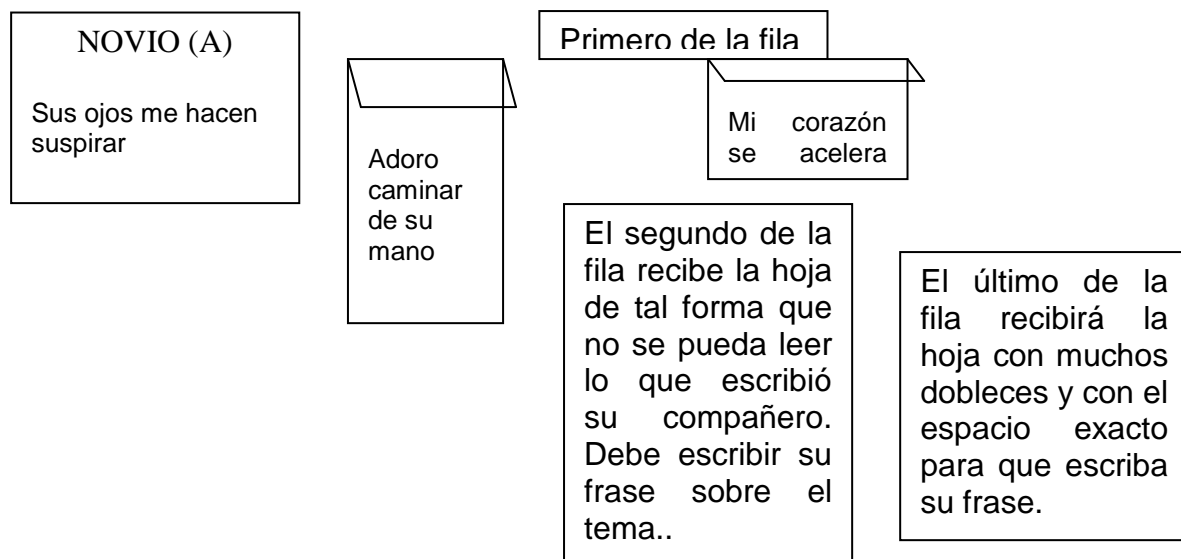 NOVIO (A)
Sus ojos me hacen
suspirar
Adoro
caminar
de su
mano
Primero de la fila
Mi corazón
se acelera
El segundo de la
fila recibe la hoja
de tal forma que
no se pueda leer
lo que escribió
su compañero.
Debe escribir su
frase sobre el
tema..
El último de la
fila recibirá la
hoja con muchos
dobleces y con el
espacio exacto
para que escriba
su frase.